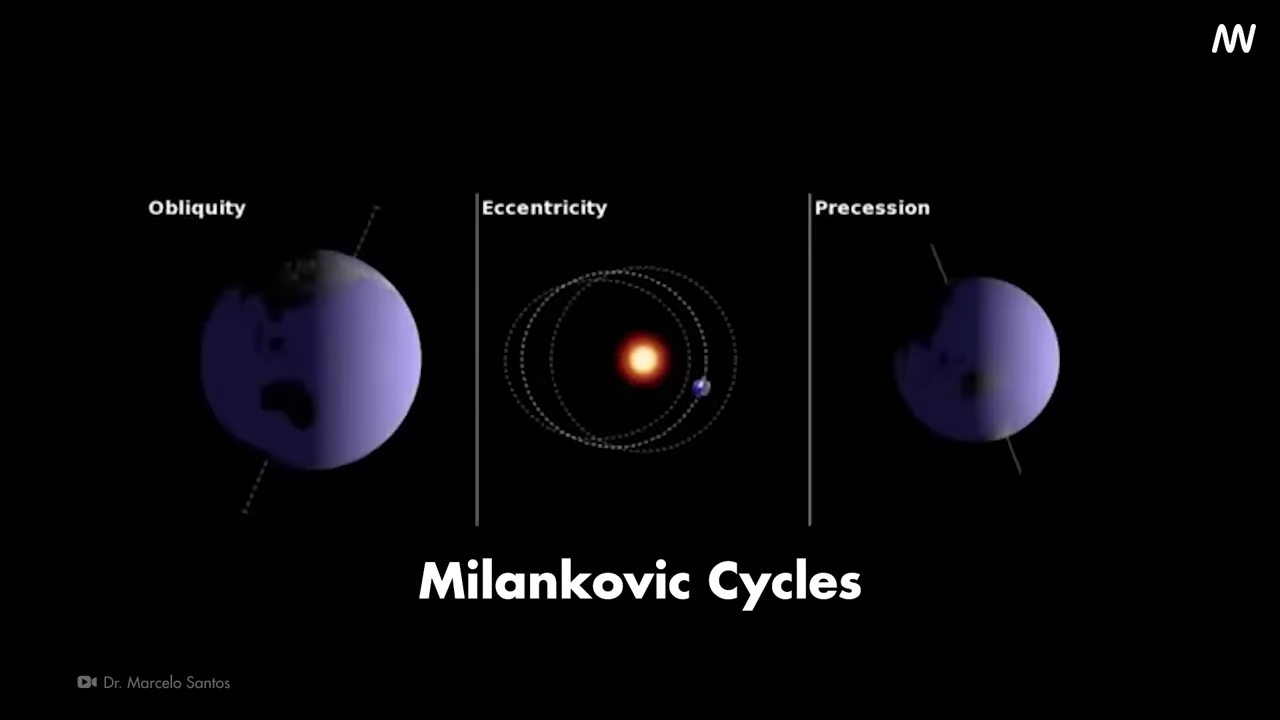 Obliquity
Eccentricity
Precession
Milankovic Cycles
Dr. Marcelo Santos